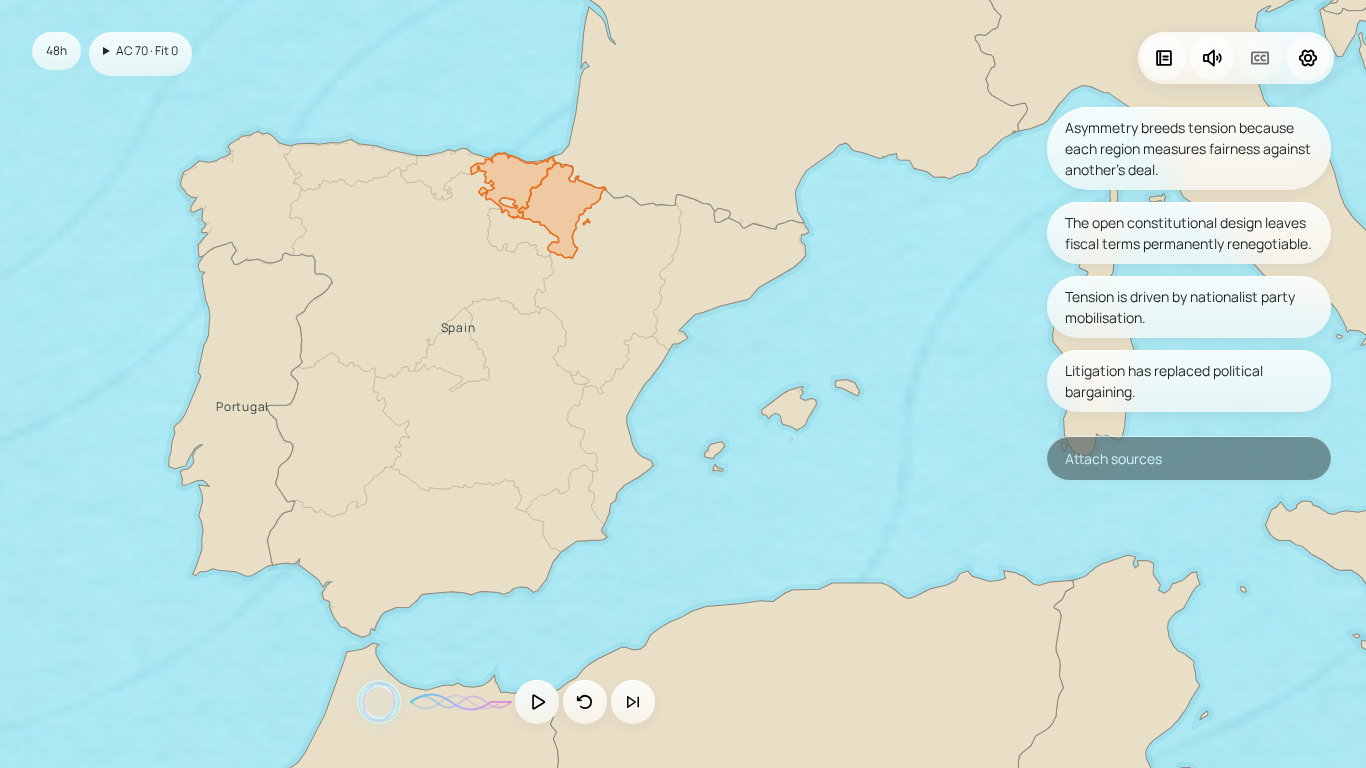 48h
AC 70 · Fit 0
CC
Asymmetry breeds tension because
each region measures fairness against
another's deal.
The open constitutional design leaves
fiscal terms permanently renegotiable.
Tension is driven by nationalist party
mobilisation.
Litigation has replaced political
bargaining.
Attach sources
Spain
Portugal